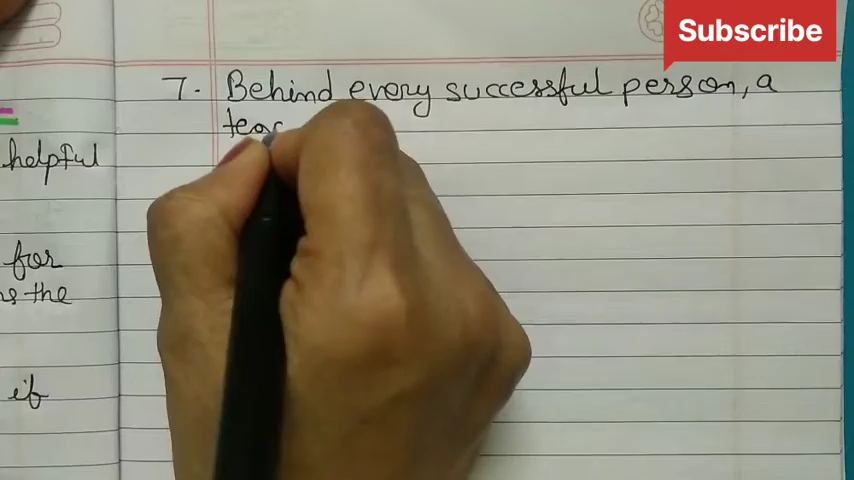 Subscribe
7. Behind every successful person, a
helpful
for
the
if